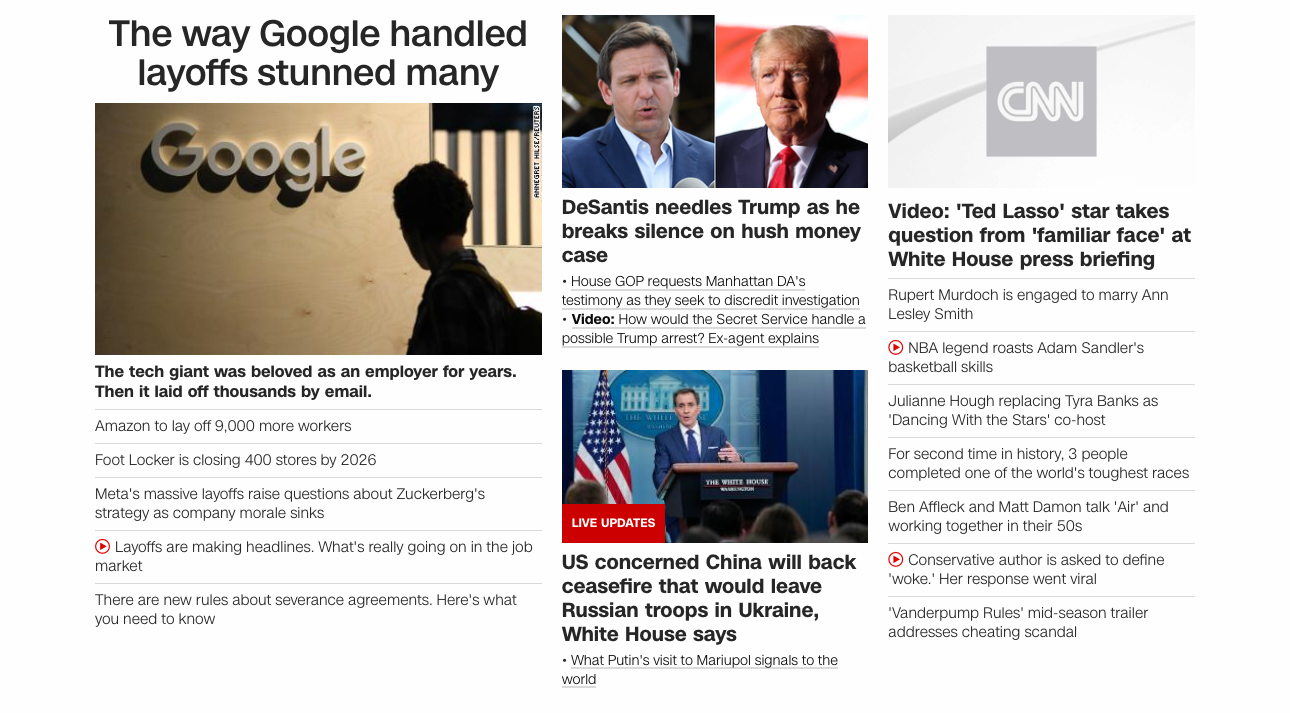 The way Google handled
layoffs stunned many
Google
ANNEGRET HILSE/REUTERS
The tech giant was beloved as an employer for years.
Then it laid off thousands by email.
Amazon to lay off 9,000 more workers
Foot Locker is closing 400 stores by 2026
Meta's massive layoffs raise questions about Zuckerberg's
strategy as company morale sinks
Layoffs are making headlines. What's really going on in the job
market
There are new rules about severance agreements. Here's what
you need to know
DeSantis needles Trump as he
breaks silence on hush money
case
• House GOP requests Manhattan DA's
testimony as they seek to discredit investigation
• Video: How would the Secret Service handle a
possible Trump arrest? Ex-agent explains
THE WHITE HOUSE
WASHINGTON
THE WHITE HOUSE
WASHINGTON
LIVE UPDATES
US concerned China will back
ceasefire that would leave
Russian troops in Ukraine,
White House says
• What Putin's visit to Mariupol signals to the
world
CNN
Video: 'Ted Lasso' star takes
question from 'familiar face' at
White House press briefing
Rupert Murdoch is engaged to marry Ann
Lesley Smith
NBA legend roasts Adam Sandler's
basketball skills
Julianne Hough replacing Tyra Banks as
'Dancing With the Stars' co-host
For second time in history, 3 people
completed one of the world's toughest races
Ben Affleck and Matt Damon talk 'Air' and
working together in their 50s
Conservative author is asked to define
'woke.' Her response went viral
'Vanderpump Rules' mid-season trailer
addresses cheating scandal